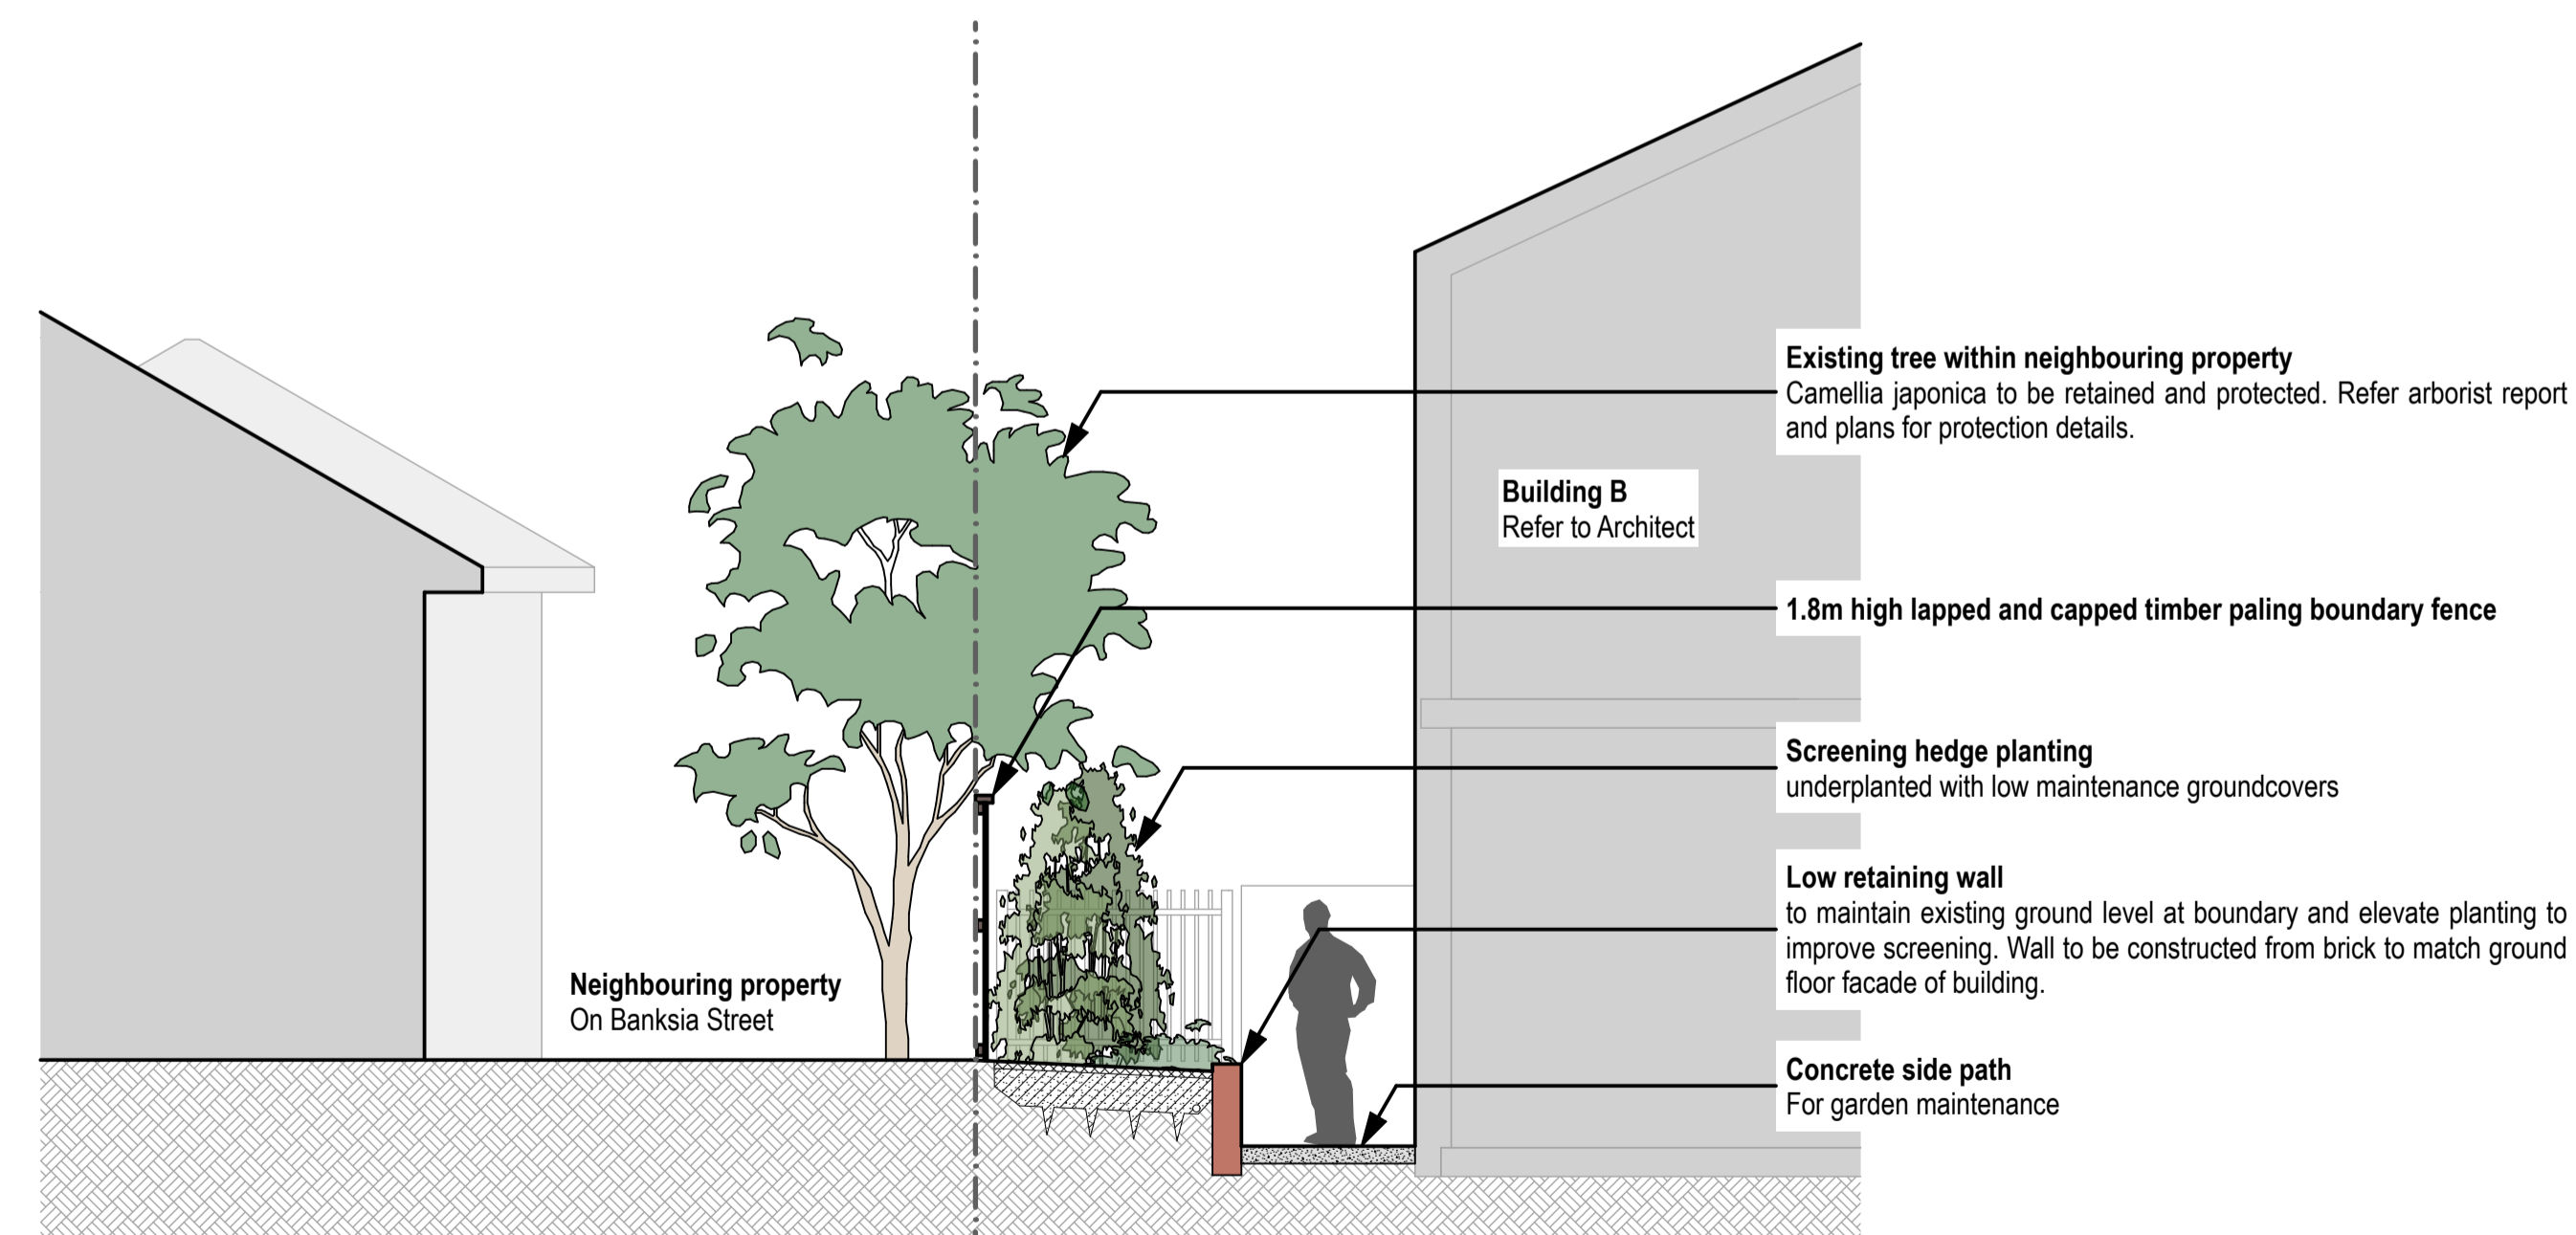 Existing tree within neighbouring property
Camellia japonica to be retained and protected. Refer arborist report
and plans for protection details.
Building B
Refer to Architect
1.8m high lapped and capped timber paling boundary fence
Screening hedge planting
underplanted with low maintenance groundcovers
Low retaining wall
to maintain existing ground level at boundary and elevate planting to
improve screening. Wall to be constructed from brick to match ground
floor facade of building.
Neighbouring property
On Banksia Street
Concrete side path
For garden maintenance